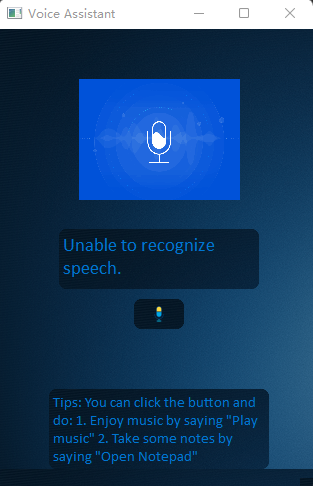 Voice Assistant
Unable to recognize
speech.
Tips: You can click the button and
do: 1. Enjoy music by saying "Play
music" 2. Take some notes by
saying "Open Notepad"